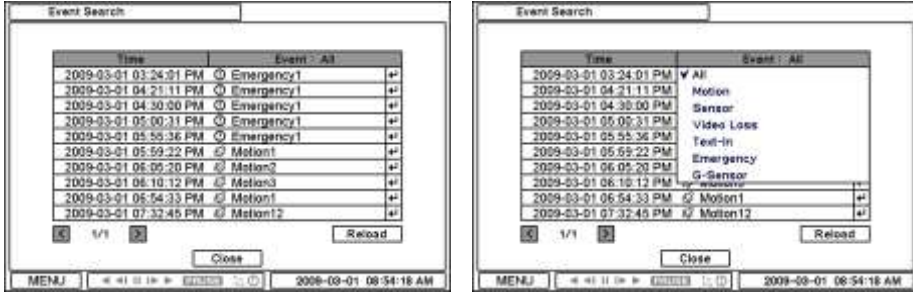 Event Search
Time Event : All
2009-03-01 03:24:01 PM Emergency1
2009-03-01 04:21:11 PM Emergency1
2009-03-01 04:30:00 PM Emergency1
2009-03-01 05:00:31 PM Emergency1
2009-03-01 05:55:36 PM Emergency1
2009-03-01 05:59:22 PM Motion1
2009-03-01 06:05:20 PM Motion2
2009-03-01 06:10:12 PM Motion3
2009-03-01 06:54:33 PM Motion1
2009-03-01 07:32:45 PM Motion12
1/1 Reload
Close
MENU 2009-03-01 08:54:18 AM
Event Search
Time Event : All
2009-03-01 03:24:01 PM All
2009-03-01 04:21:11 PM Motion
2009-03-01 04:30:00 PM Sensor
2009-03-01 05:00:31 PM Video Loss
2009-03-01 05:55:36 PM Text-In
2009-03-01 05:59:22 PM Emergency
2009-03-01 06:05:20 PM G-Sensor
2009-03-01 06:10:12 PM
2009-03-01 06:54:33 PM Motion1
2009-03-01 07:32:45 PM Motion12
1/1 Reload
Close
MENU 2009-03-01 08:54:18 AM